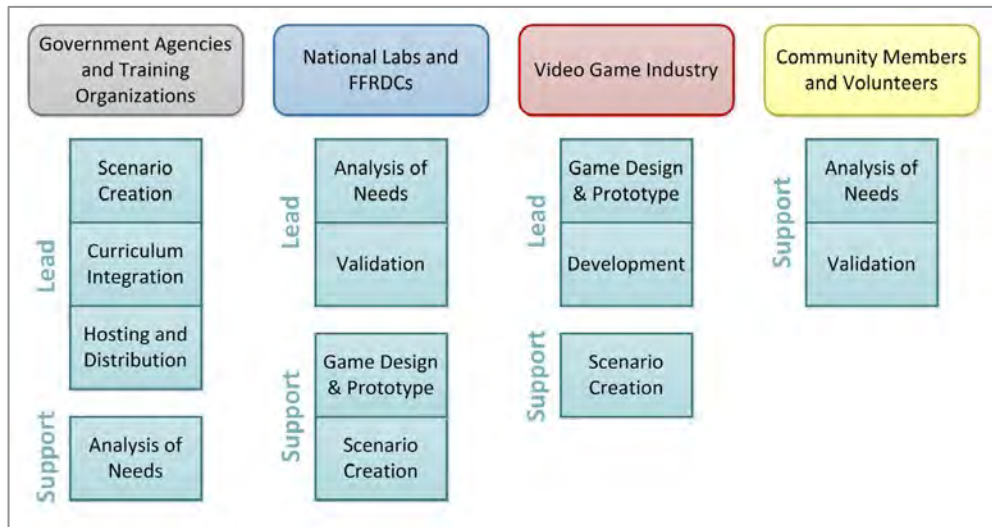 Government Agencies
and Training
Organizations
National Labs and
FFRDCs
Video Game Industry
Community Members
and Volunteers
Lead
Scenario
Creation
Curriculum
Integration
Hosting and
Distribution
Support
Analysis of
Needs
Lead
Analysis of
Needs
Validation
Support
Game Design
& Prototype
Scenario
Creation
Lead
Game Design
& Prototype
Development
Support
Scenario
Creation
Support
Analysis of
Needs
Validation